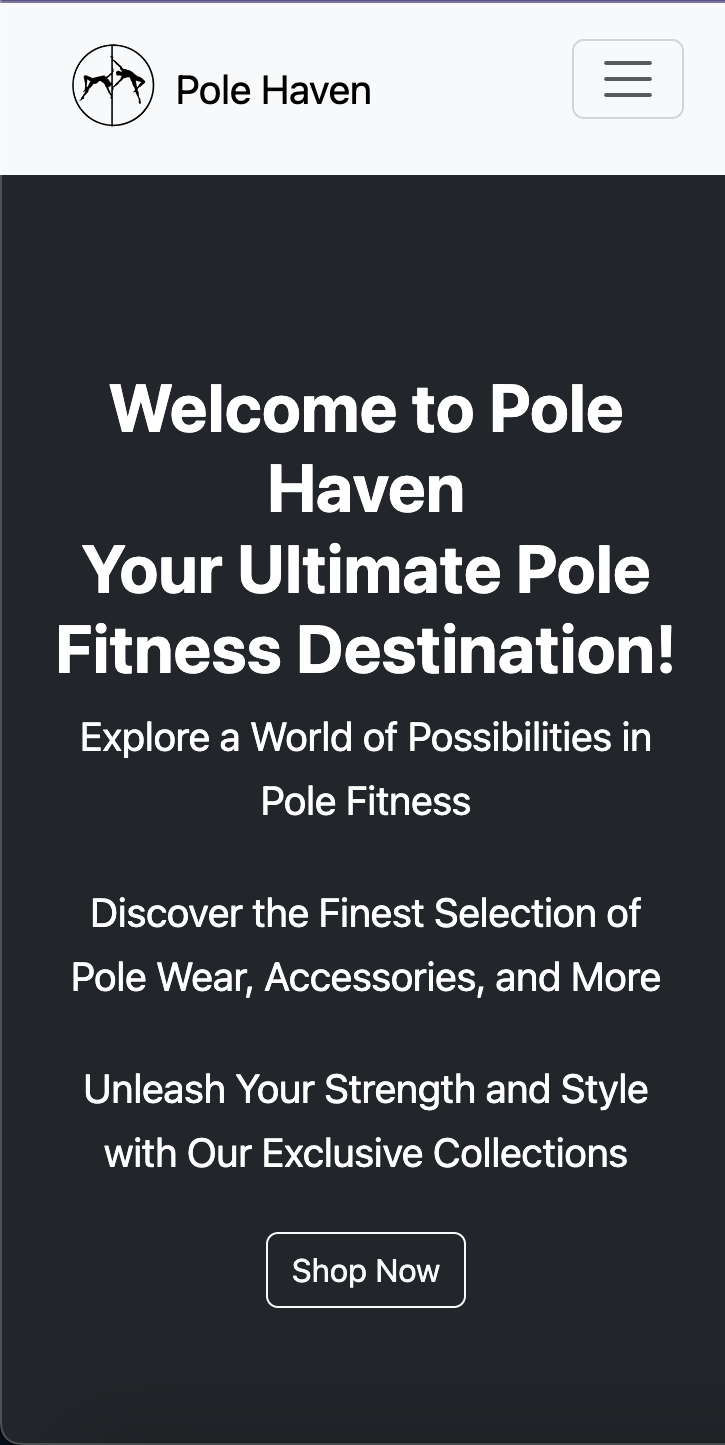 Pole Haven
Welcome to Pole
Haven
Your Ultimate Pole
Fitness Destination!
Explore a World of Possibilities in
Pole Fitness
Discover the Finest Selection of
Pole Wear, Accessories, and More
Unleash Your Strength and Style
with Our Exclusive Collections
Shop Now